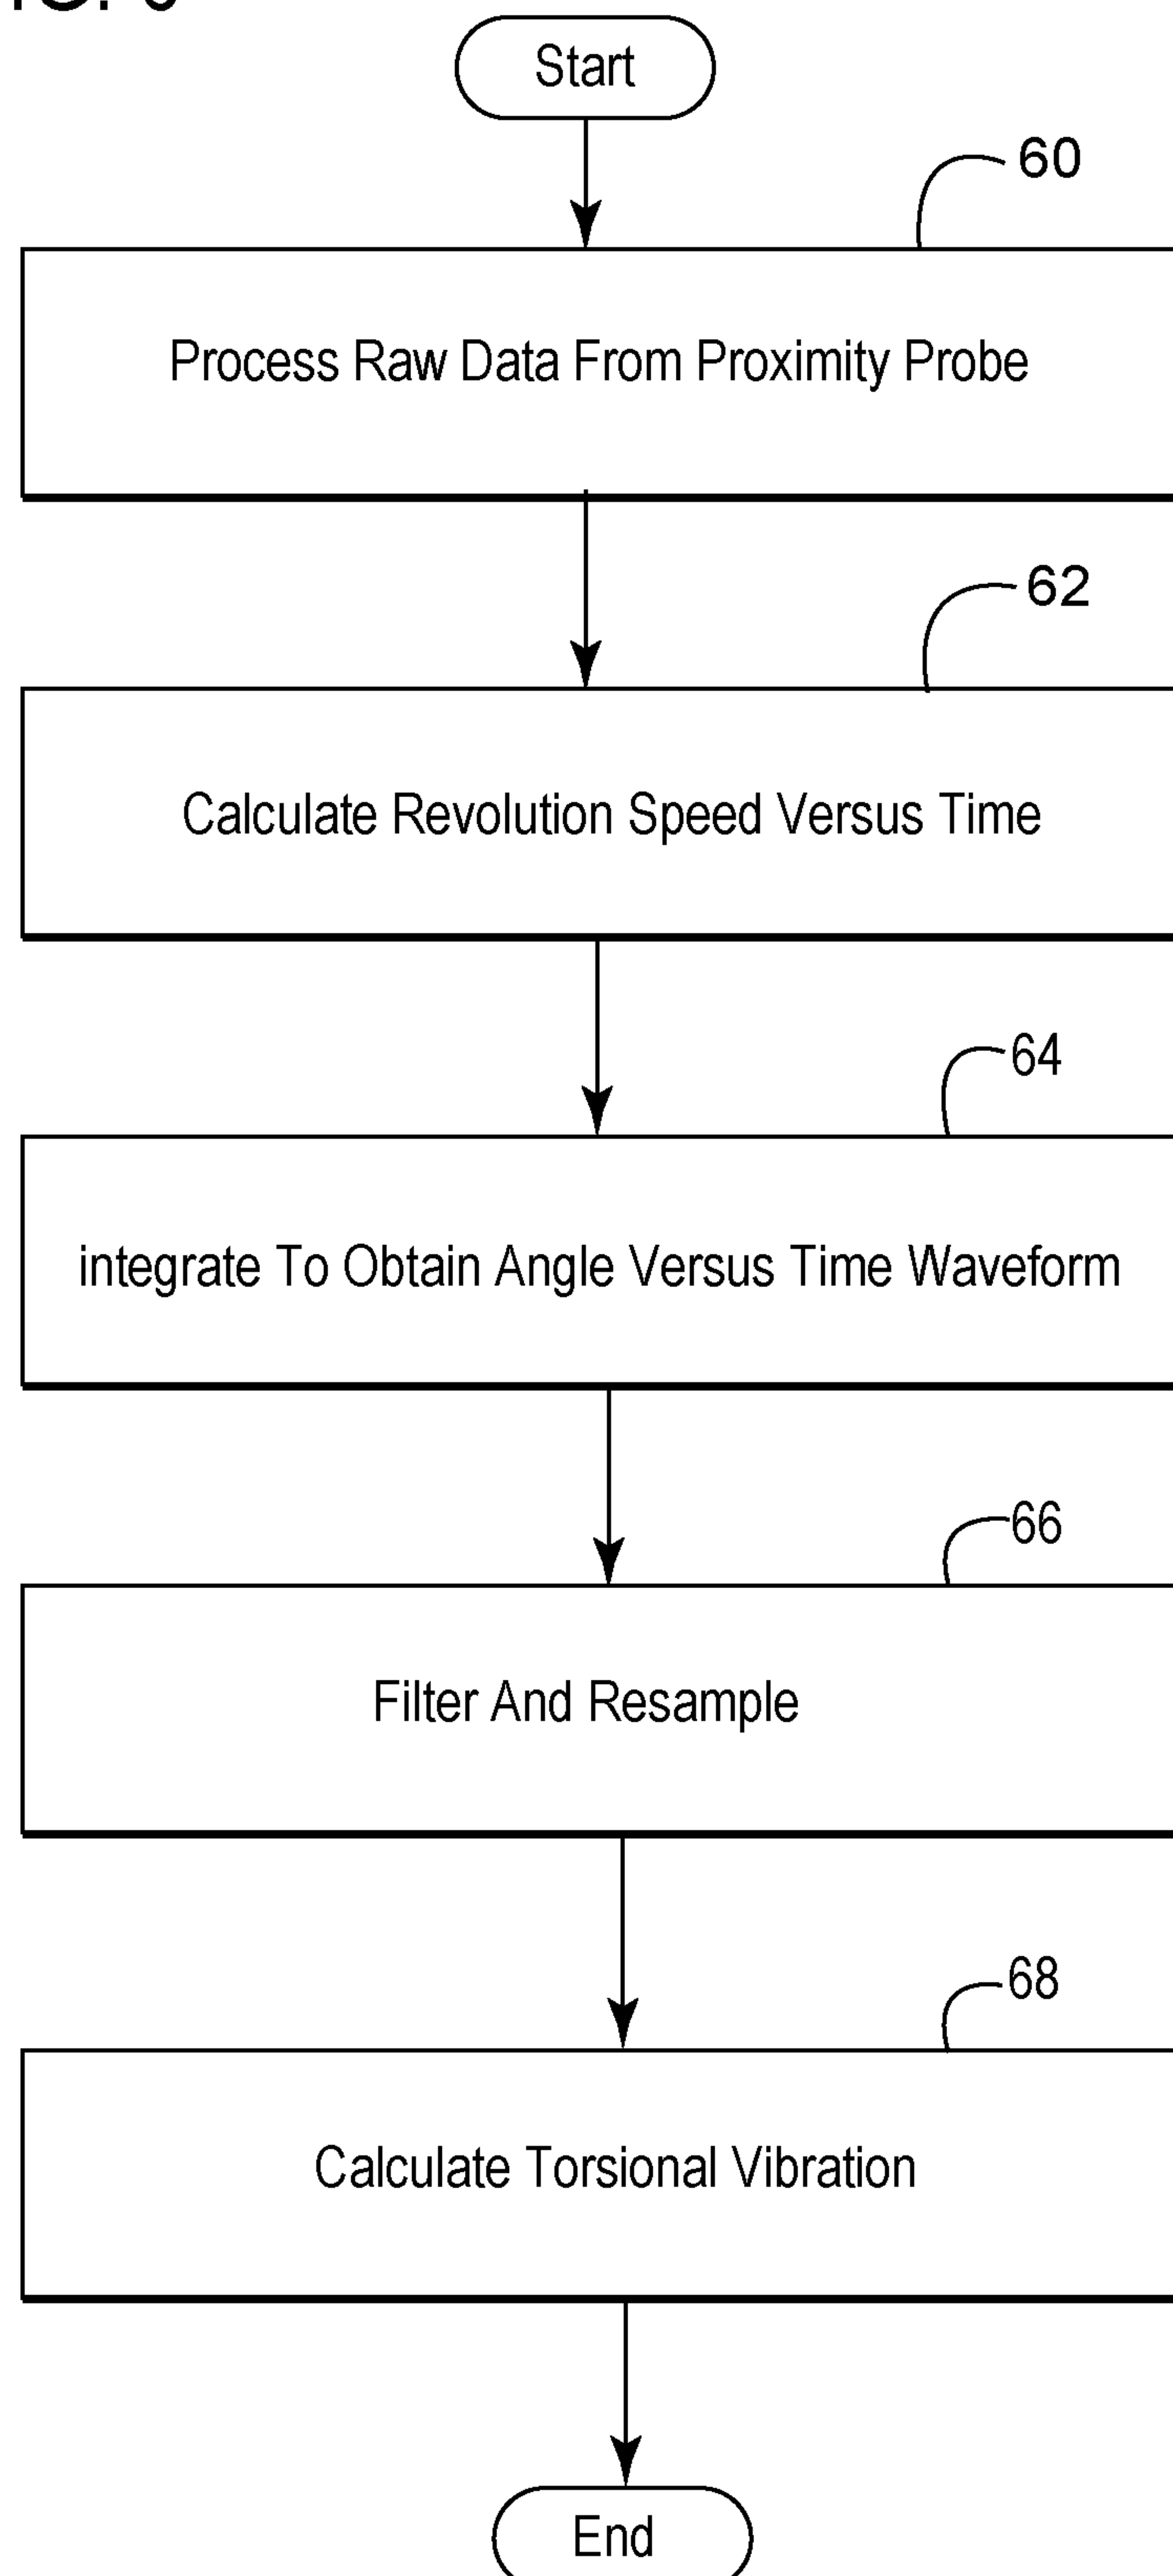 Start
60
Process Raw Data From Proximity Probe
62
Calculate Revolution Speed Versus Time
64
integrate To Obtain Angle Versus Time Waveform
66
Filter And Resample
68
Calculate Torsional Vibration
End